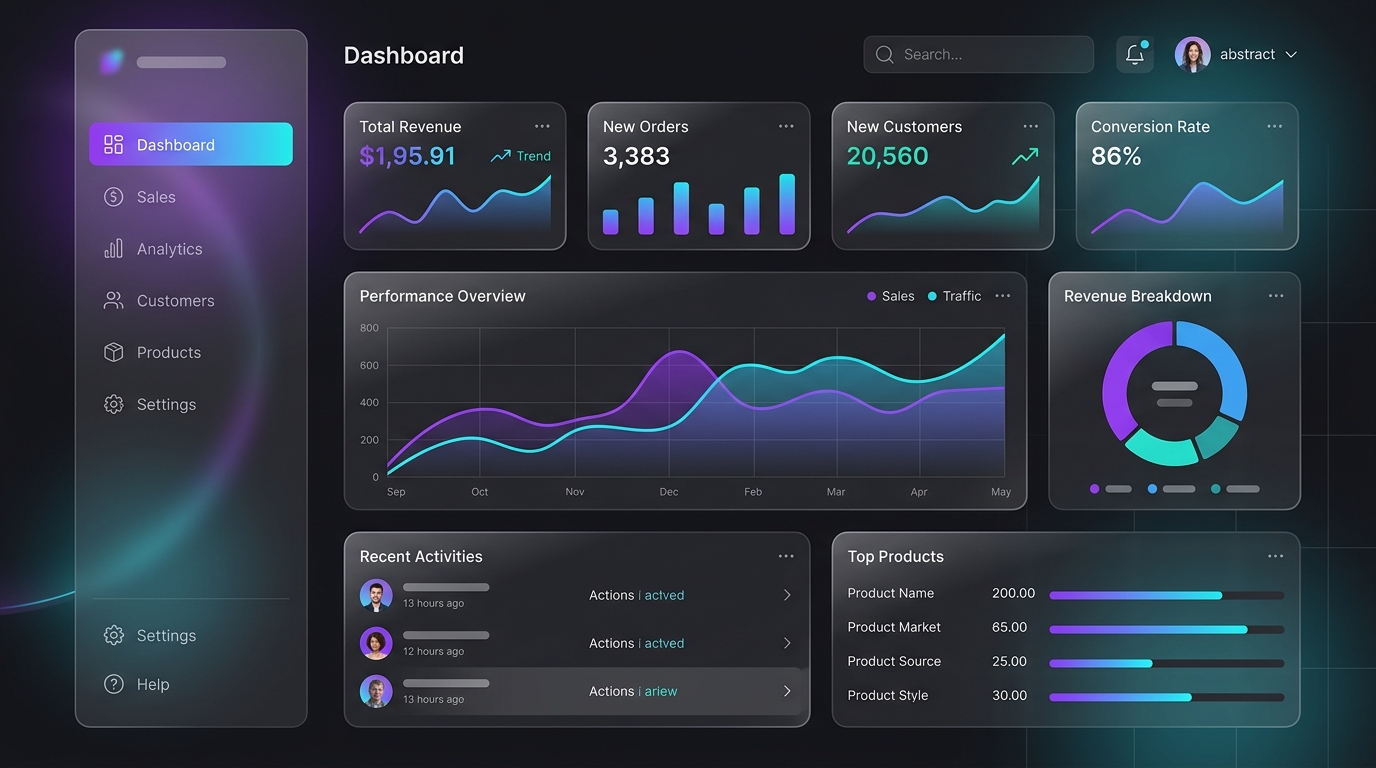 Dashboard
Sales
Analytics
Customers
Products
Settings
Settings
Help
Dashboard
Search...
abstract
Total Revenue
$1,95.91
Trend
New Orders
3,383
New Customers
20,560
Conversion Rate
86%
Performance Overview
Sales
Traffic
800
600
400
200
0
Sep Oct Nov Dec Feb Mar Apr May
Revenue Breakdown
Recent Activities
13 hours ago
Actions i actved
12 hours ago
Actions i actved
13 hours ago
Actions i ariew
Top Products
Product Name 200.00
Product Market 65.00
Product Source 25.00
Product Style 30.00